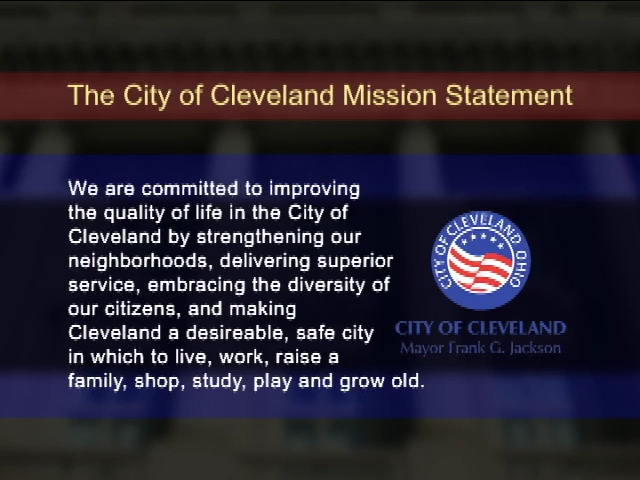 The City of Cleveland Mission Statement
We are committed to improving
the quality of life in the City of
Cleveland by strengthening our
neighborhoods, delivering superior
service, embracing the diversity of
our citizens, and making
Cleveland a desireable, safe city
in which to live, work, raise a
family, shop, study, play and grow old.
CITY OF CLEVELAND, OHIO
CITY OF CLEVELAND
Mayor Frank G. Jackson